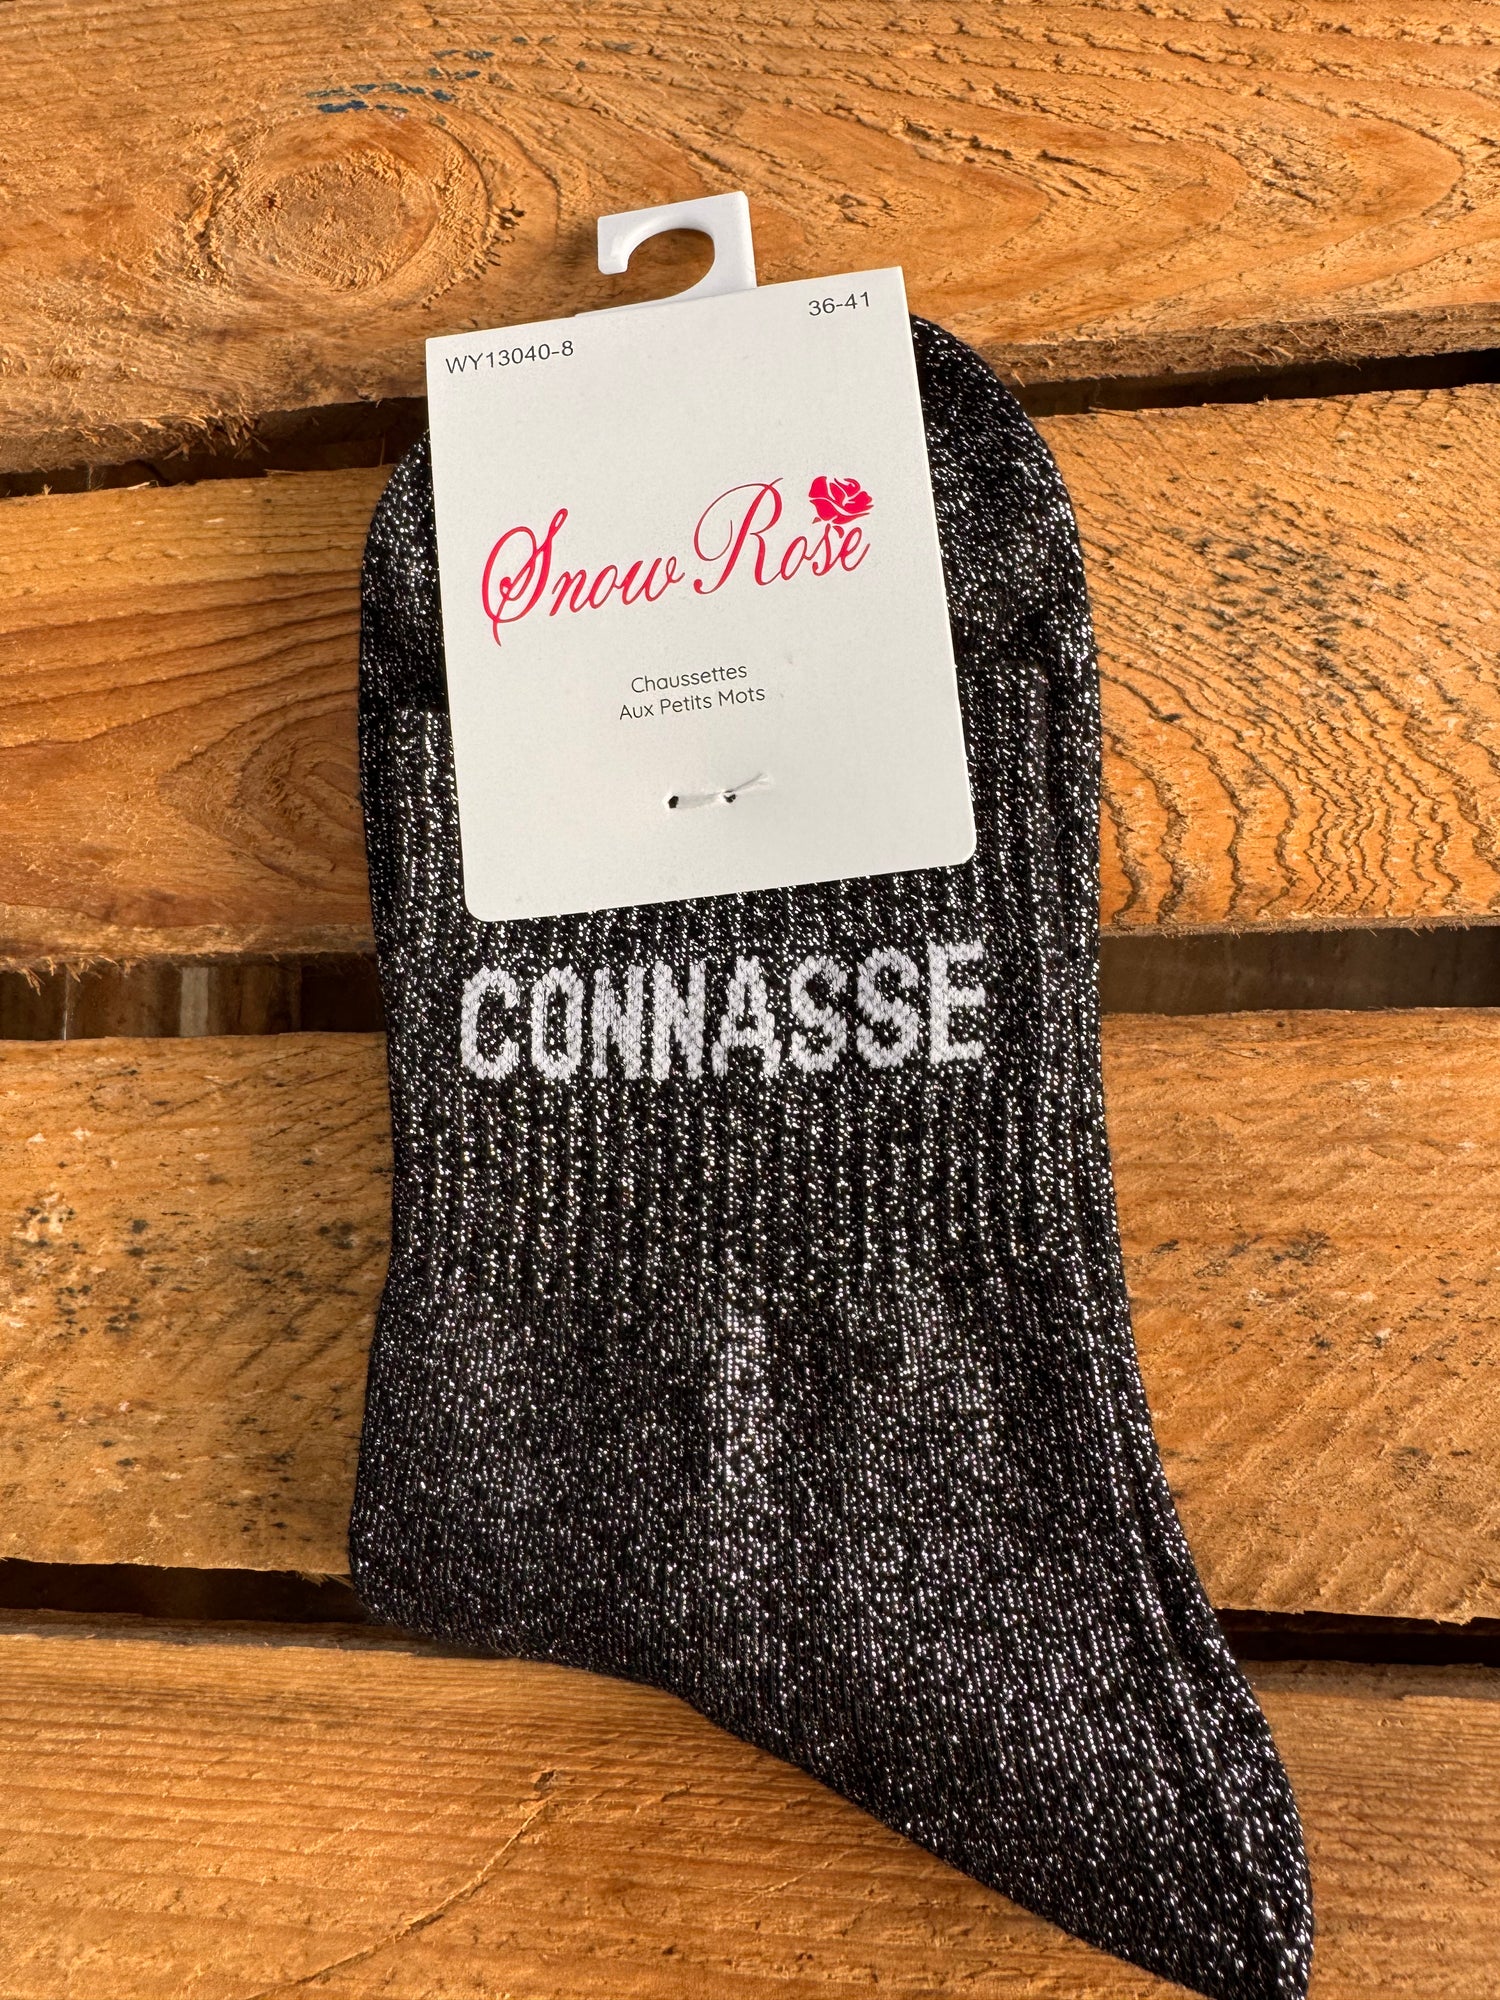 WY13040-8
36-41
Snow Rose
Chaussettes
Aux Petits Mots
CONNASSE